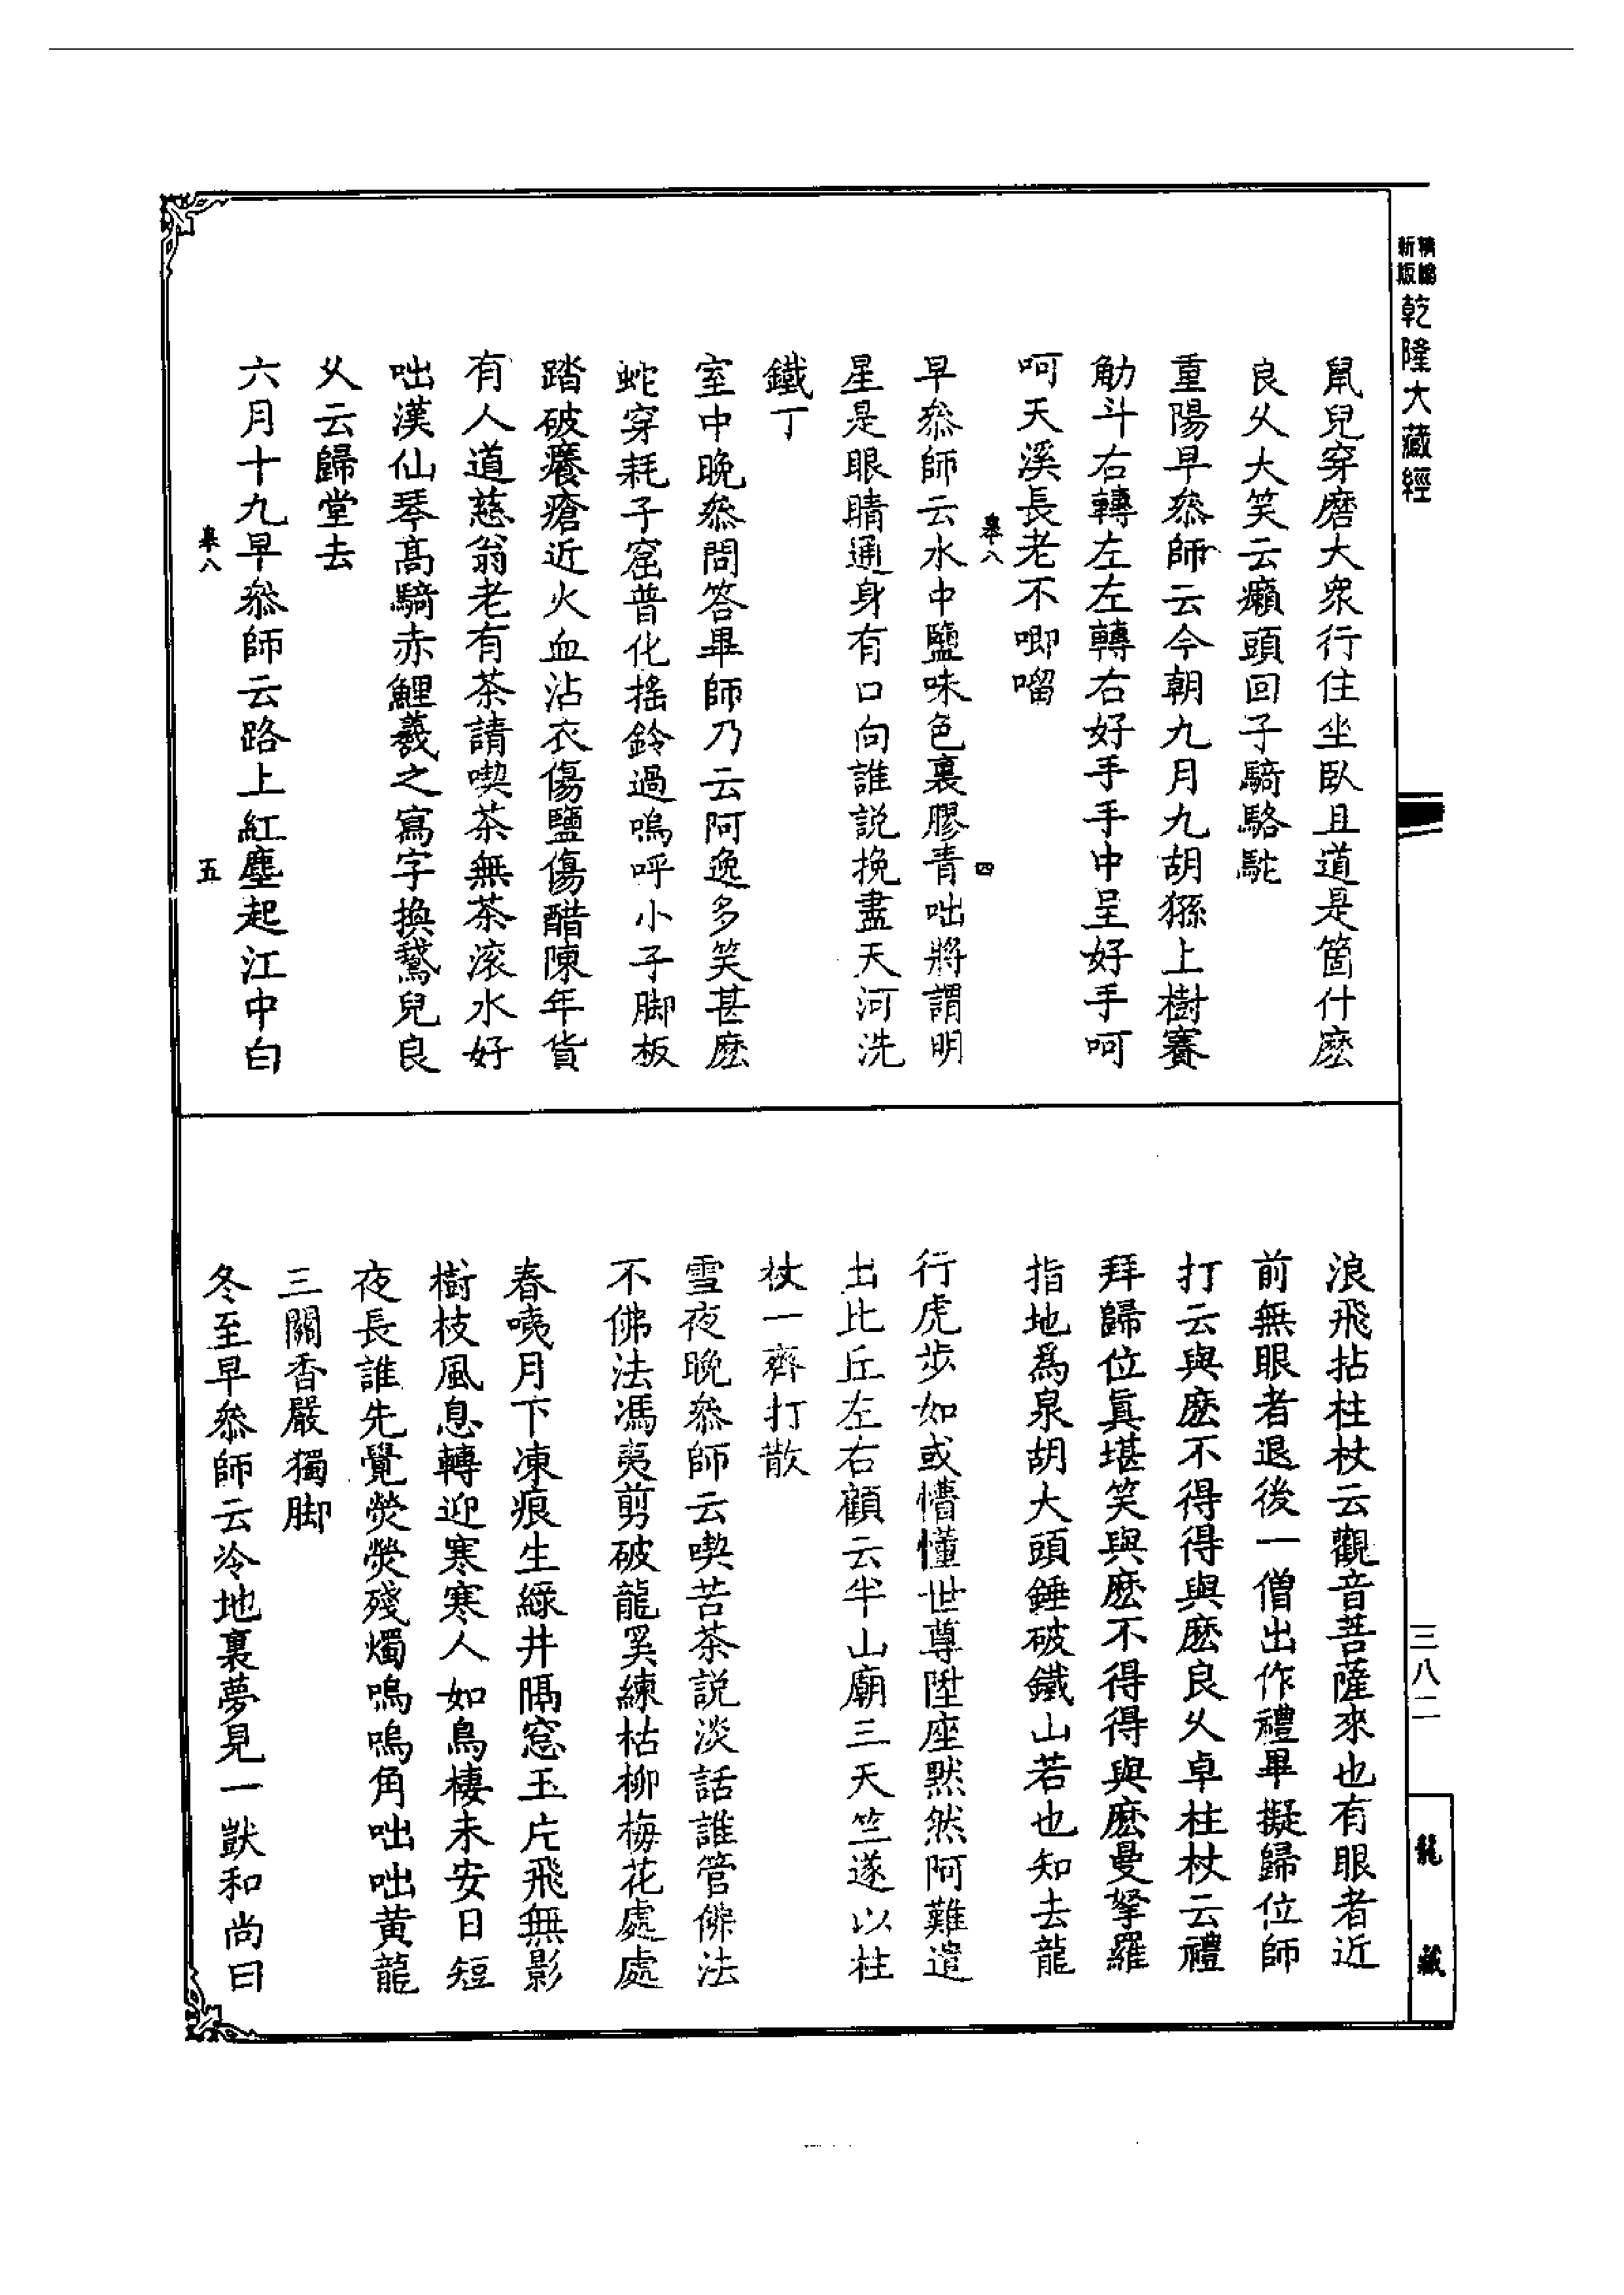 精編
新版
乾隆大藏經
鼠兒穿磨大衆行住坐臥且道是箇什麽
良乆大笑云癩頭回子騎駱駝
重陽早叅師云今朝九月九胡猻上樹賽
觔斗右轉左左轉右好手手中呈好手呵
呵天溪長老不唧嚠
臯八
四
早叅師云水中鹽味色裏膠青咄將謂明
星是眼睛通身有口向誰説挽盡天河洗
鐵丁
室中晚叅問答畢師乃云阿逸多笑甚麽
蛇穿耗子窟普化搖鈴過嗚呼小子脚板
踏破癢瘡近火血沾衣傷鹽傷醋陳年貨
有人道慈翁老有茶請喫茶無茶滚水好
咄漢仙琴髙騎赤鯉羲之寫字換鵞兒良
乆云歸堂去
六月十九早叅師云路上紅塵起江中白
臯八
五
浪飛拈柱杖云觀音菩薩來也有眼者近
前無眼者退後一僧出作禮畢擬歸位師
打云與麽不得得與麽良乆卓柱杖云禮
拜歸位眞堪笑與麽不得得與麽曼拏羅
指地爲泉胡大頭錘破鐵山若也知去龍
行虎步如或懵懂世尊陞座默然阿難遣
出比丘左右顧云半山廟三天竺遂以柱
杖一齊打散
雪夜晚叅師云喫苦茶説淡話誰管佛法
不佛法馮夷剪破龍𦈛練枯柳梅花處處
春咦月下凍痕生綠井隔窓玉片飛無影
樹枝風息轉迎寒寒人如鳥棲未安日短
夜長誰先覺熒熒殘燭嗚嗚角咄咄黄龍
三關香嚴獨脚
冬至早叅師云冷地裏夢見一獃和尚曰
三八二
龍
藏